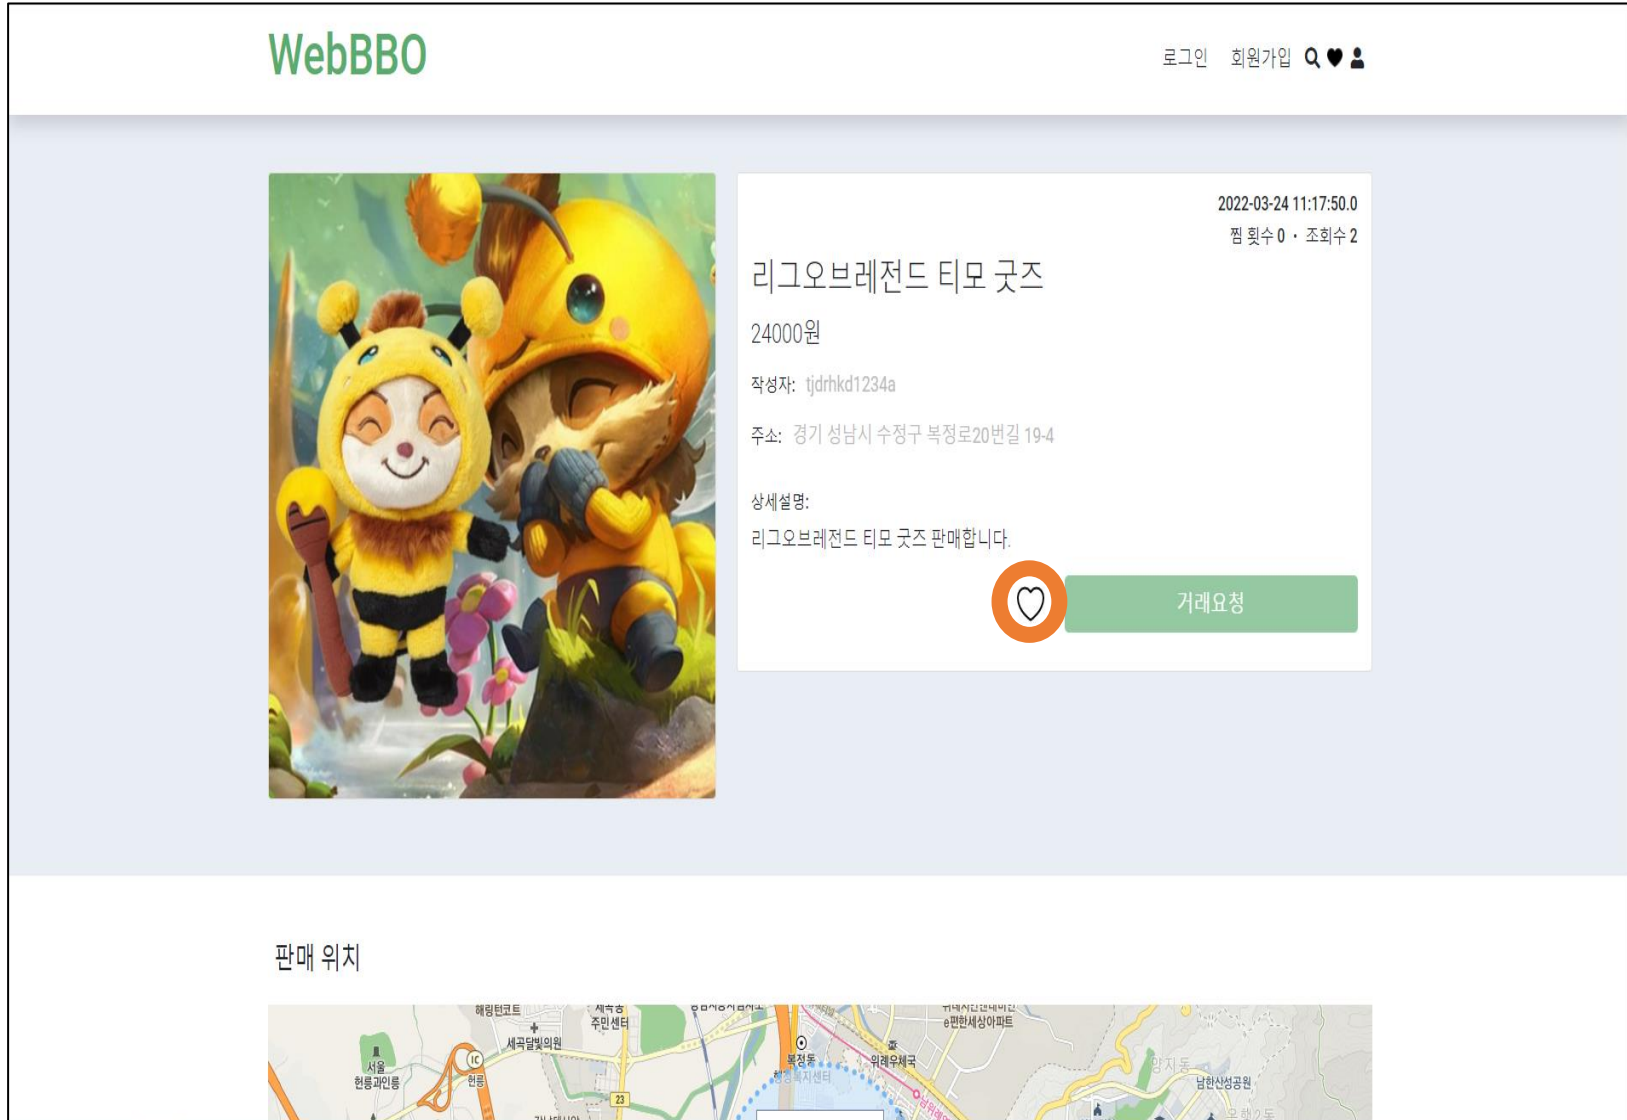 WebBBO
로그인 회원가입
2022-03-24 11:17:50.0
찜 횟수 0 · 조회수 2
리그오브레전드 티모 굿즈
24000원
작성자: tjdrhkd1234a
주소: 경기 성남시 수정구 복정로20번길 19-4
상세설명:
리그오브레전드 티모 굿즈 판매합니다.
거래요청
판매 위치
해링턴코트
주민센터
e편한세상아파트
세곡달빛의원
복정동
위례우체국
IC
서울
헌릉과인릉
헌릉
남한산성공원
23